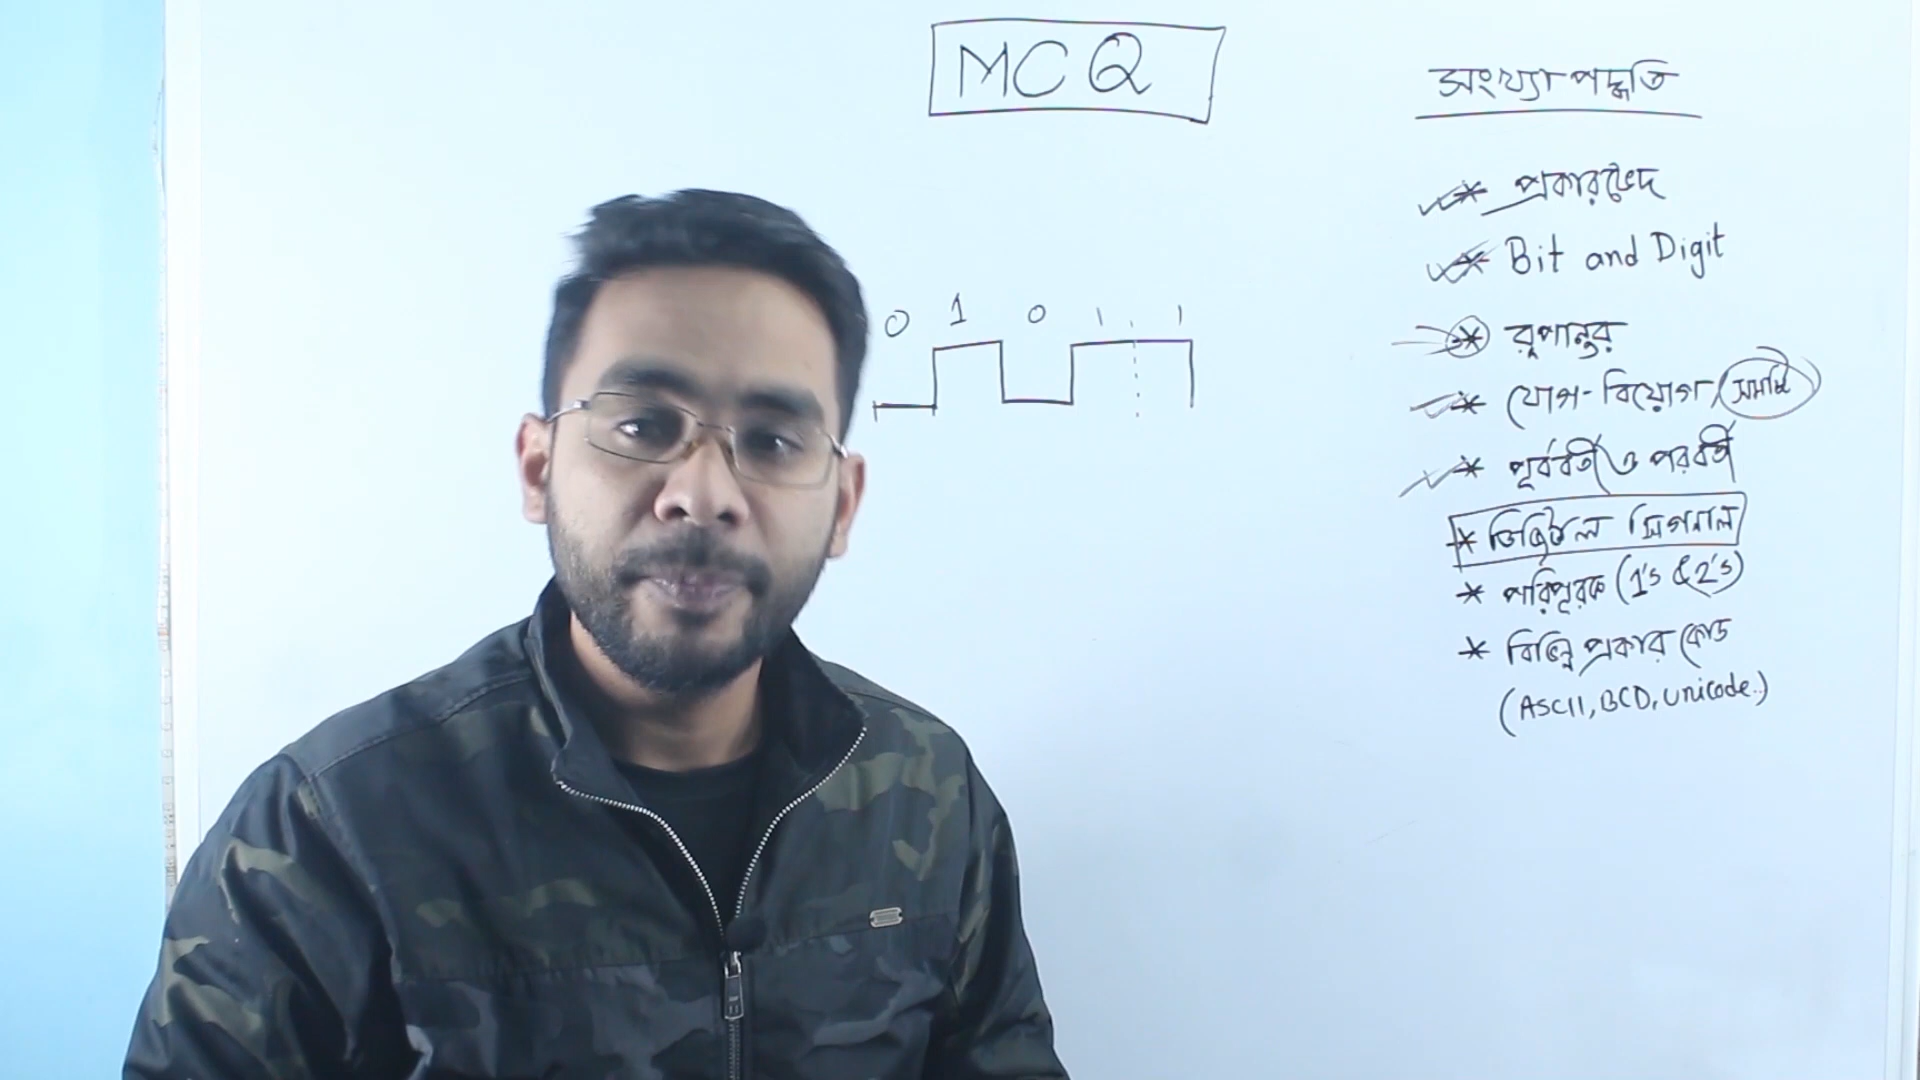 MCQ
সংখ্যা পদ্ধতি
* প্রকারভেদ
* Bit and Digit
0 1 0 1 1
* রূপান্তর
* যোগ-বিয়োগ/
* পূর্ববর্তী ও পরবর্তী
* ডিজিটাল সিগনাল
* পরিপূরক (1's & 2's)
* বিভিন্ন প্রকার কোড
(ASCII, BCD, Unicode..)